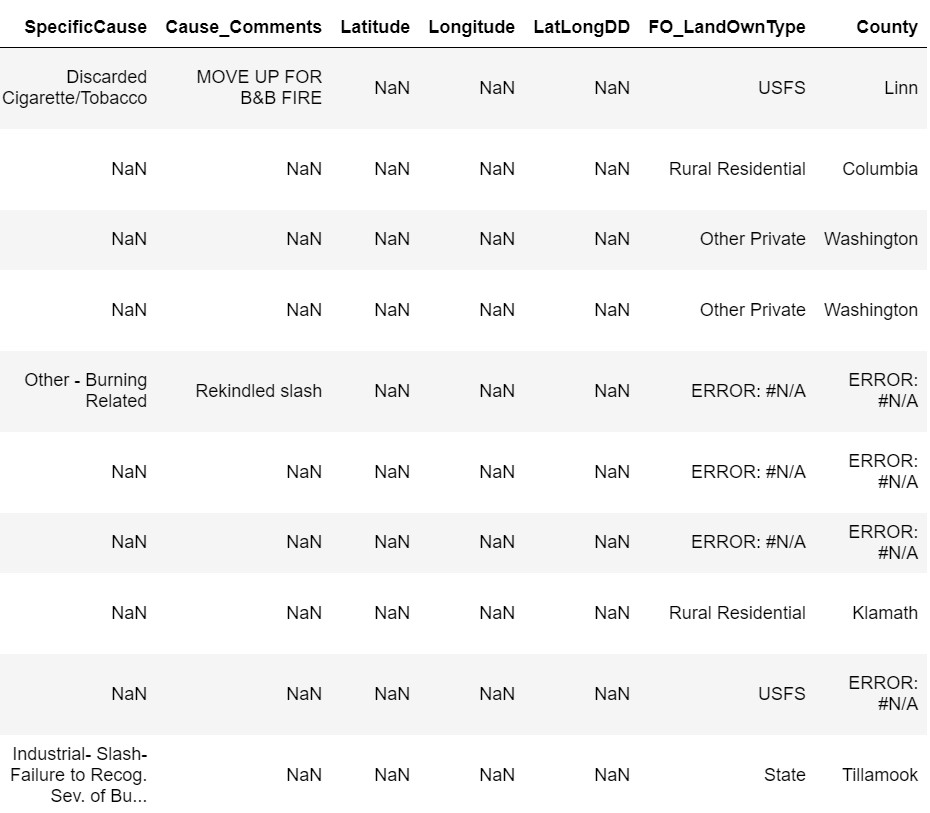 SpecificCause Cause_Comments Latitude Longitude LatLongDD FO_LandOwnType County
Discarded Cigarette/Tobacco MOVE UP FOR B&B FIRE NaN NaN NaN USFS Linn
NaN NaN NaN NaN NaN Rural Residential Columbia
NaN NaN NaN NaN NaN Other Private Washington
NaN NaN NaN NaN NaN Other Private Washington
Other - Burning Related Rekindled slash NaN NaN NaN ERROR: #N/A ERROR: #N/A
NaN NaN NaN NaN NaN ERROR: #N/A ERROR: #N/A
NaN NaN NaN NaN NaN ERROR: #N/A ERROR: #N/A
NaN NaN NaN NaN NaN Rural Residential Klamath
NaN NaN NaN NaN NaN USFS ERROR: #N/A
Industrial- Slash- Failure to Recog. Sev. of Bu... NaN NaN NaN NaN State Tillamook